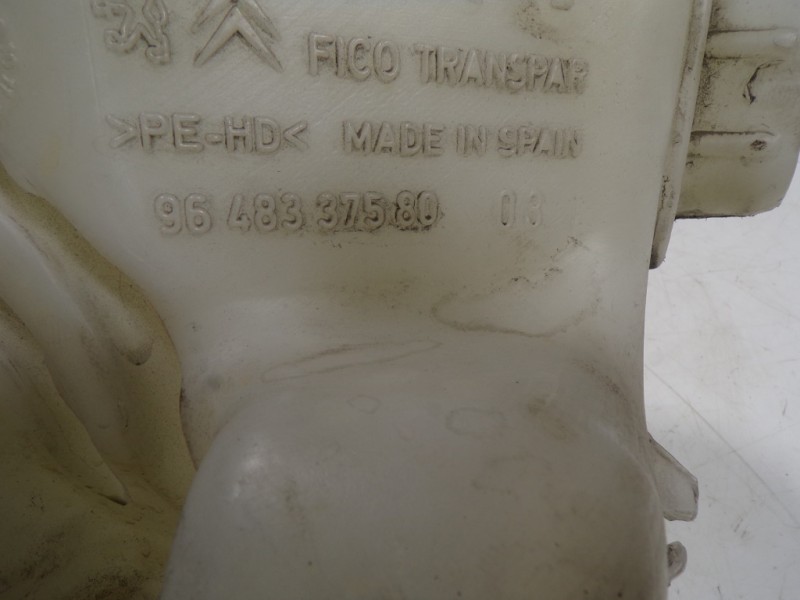 FICO TRANSPAR
>PE-HD< MADE IN SPAIN
96 483 375 80 03